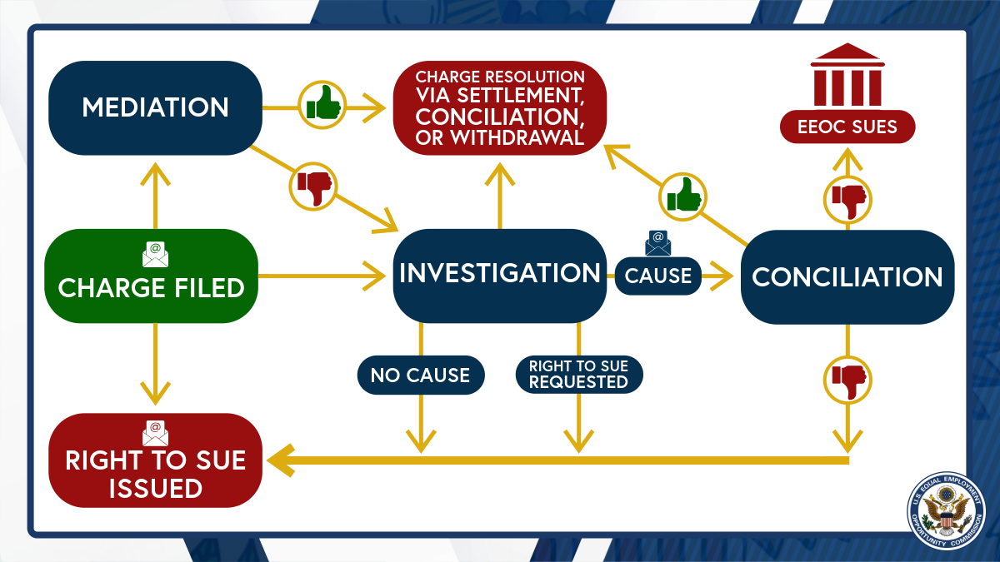 MEDIATION
CHARGE RESOLUTION
VIA SETTLEMENT,
CONCILIATION,
OR WITHDRAWAL
EEOC SUES
@
CHARGE FILED
INVESTIGATION
@
CAUSE
CONCILIATION
NO CAUSE
RIGHT TO SUE
REQUESTED
@
RIGHT TO SUE
ISSUED
U.S. EQUAL EMPLOYMENT
OPPORTUNITY COMMISSION